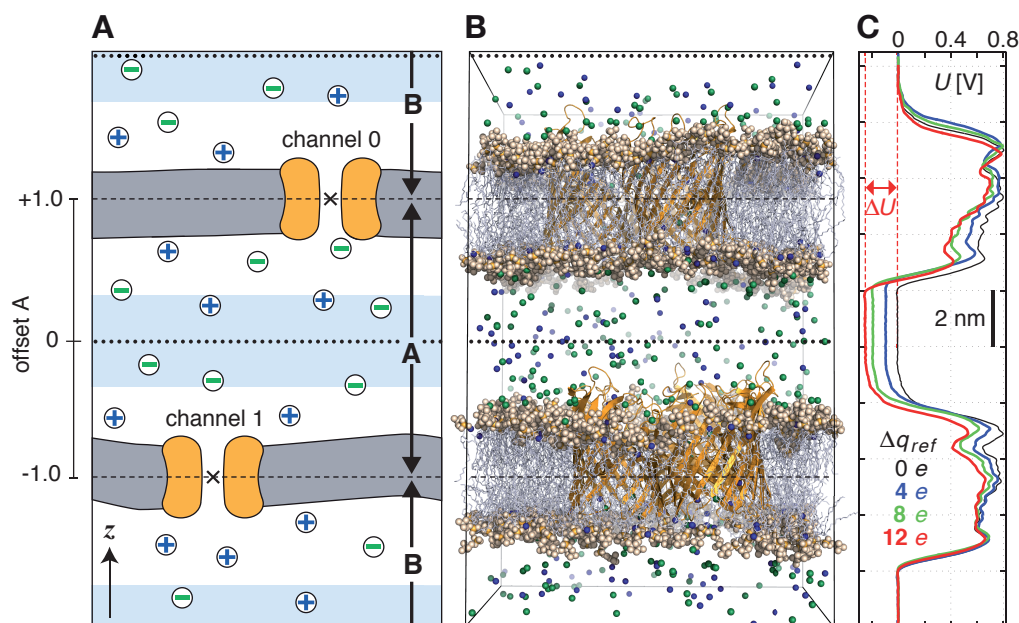 A
B
channel 0
+1.0
offset A
0
A
channel 1
-1.0
z
B
B
C
0 0.4 0.8
U [V]
ΔU
2 nm
Δq_ref
0 e
4 e
8 e
12 e